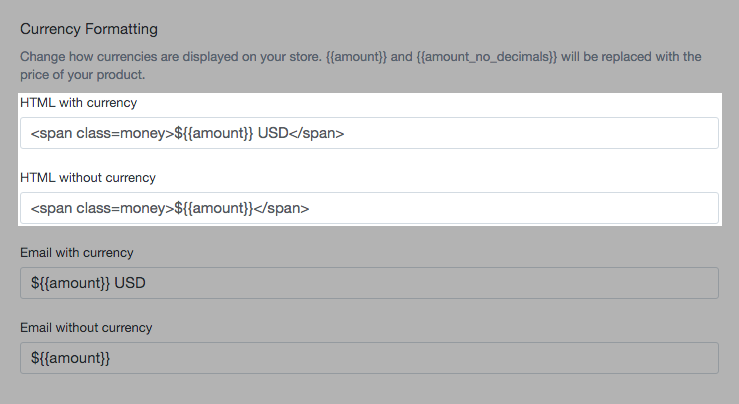 Currency Formatting
Change how currencies are displayed on your store. {{amount}} and {{amount_no_decimals}} will be replaced with the
price of your product.
HTML with currency
<span class=money>${{amount}} USD</span>
HTML without currency
<span class=money>${{amount}}</span>
Email with currency
${{amount}} USD
Email without currency
${{amount}}